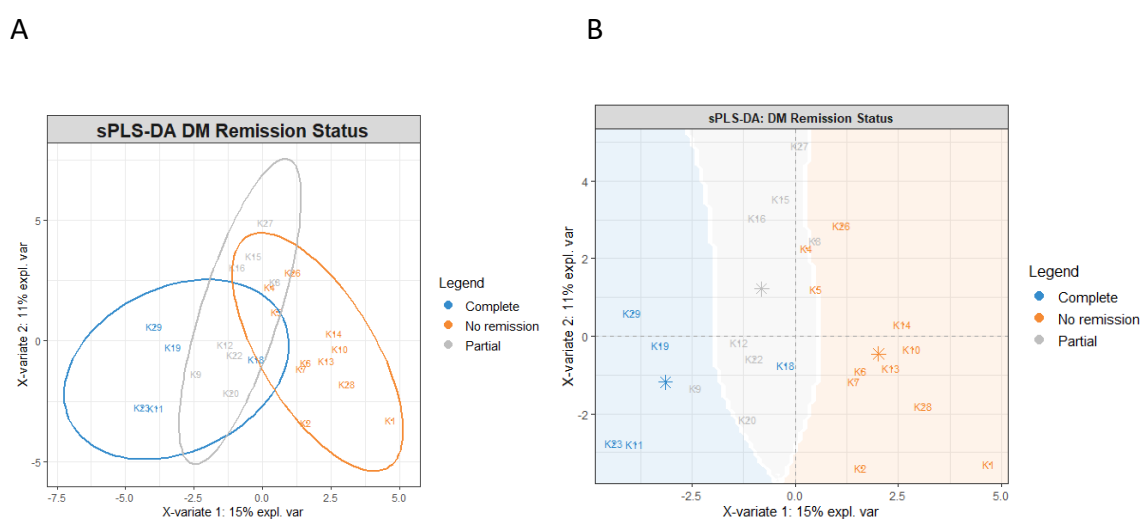 A
B
sPLS-DA DM Remission Status
X-variate 2: 11% expl. var
5
0
-5
-7.5
-5.0
-2.5
0.0
2.5
5.0
X-variate 1: 15% expl. var
K27
K15
K16
K26
K4
K5
K29
K19
K12
K22
K18
K14
K10
K13
K7
K28
K9
K20
K23
K11
K2
K1
Legend
Complete
No remission
Partial
sPLS-DA: DM Remission Status
X-variate 2: 11% expl. var
4
2
0
-2
-2.5
0.0
2.5
5.0
X-variate 1: 15% expl. var
K27
K15
K16
K26
K4
K5
K29
K19
K12
K22
K18
K14
K10
K13
K7
K28
K9
K20
K23
K11
K2
K1
Legend
Complete
No remission
Partial